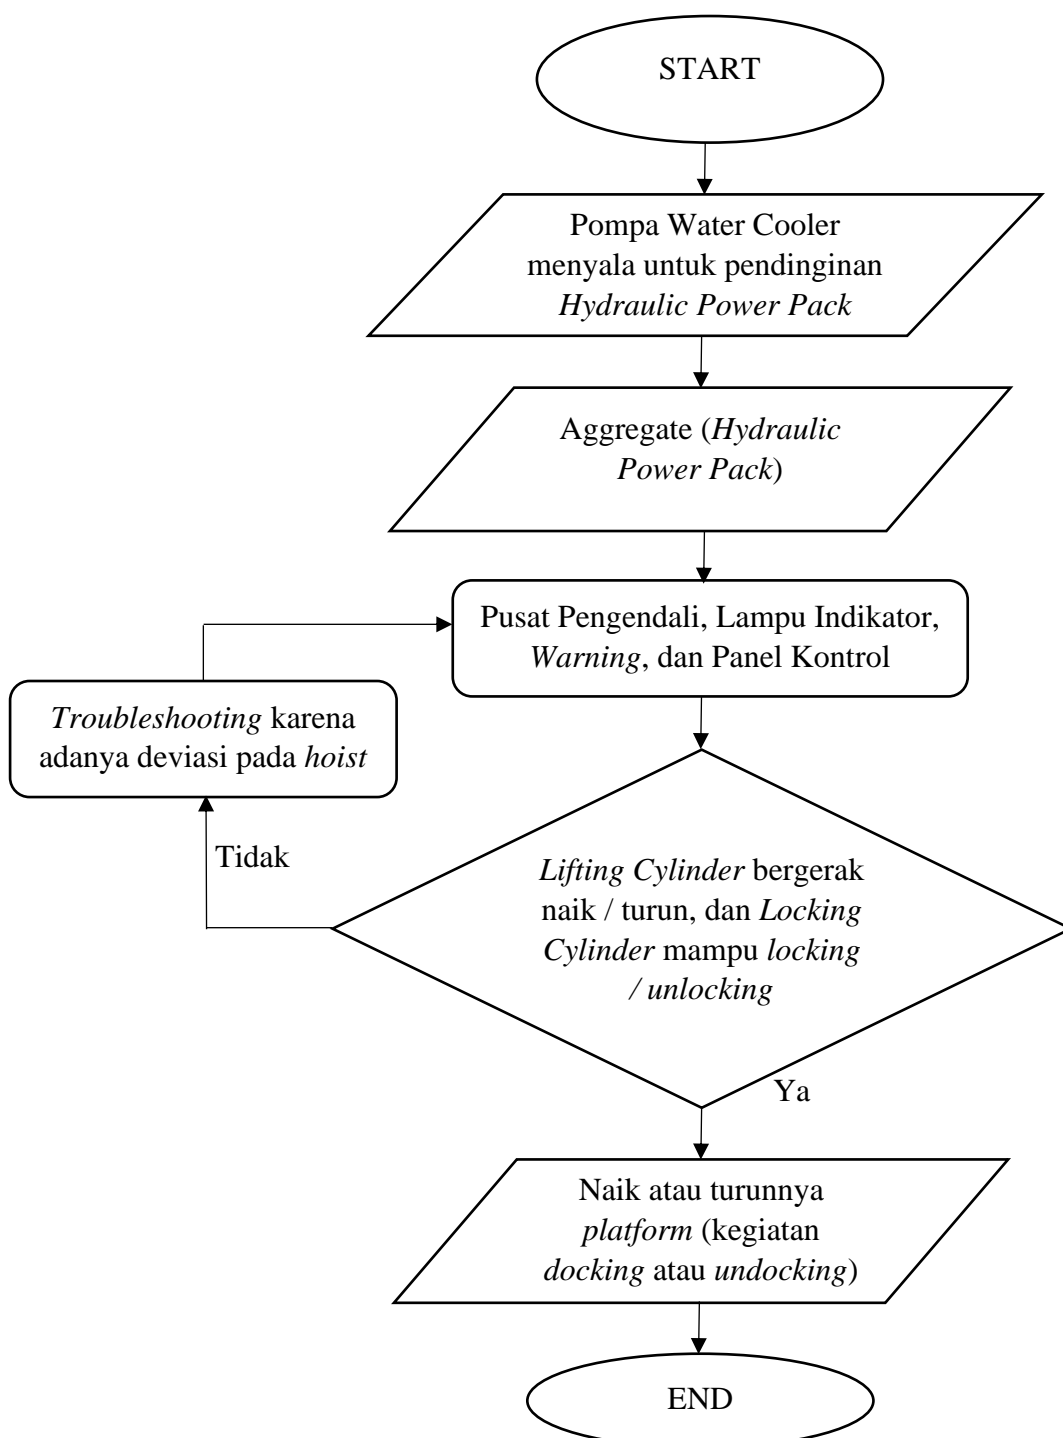 START
Pompa Water Cooler
menyala untuk pendinginan
Hydraulic Power Pack
Aggregate (Hydraulic
Power Pack)
Pusat Pengendali, Lampu Indikator,
Warning, dan Panel Kontrol
Troubleshooting karena
adanya deviasi pada hoist
Tidak
Lifting Cylinder bergerak
naik / turun, dan Locking
Cylinder mampu locking
/ unlocking
Ya
Naik atau turunnya
platform (kegiatan
docking atau undocking)
END